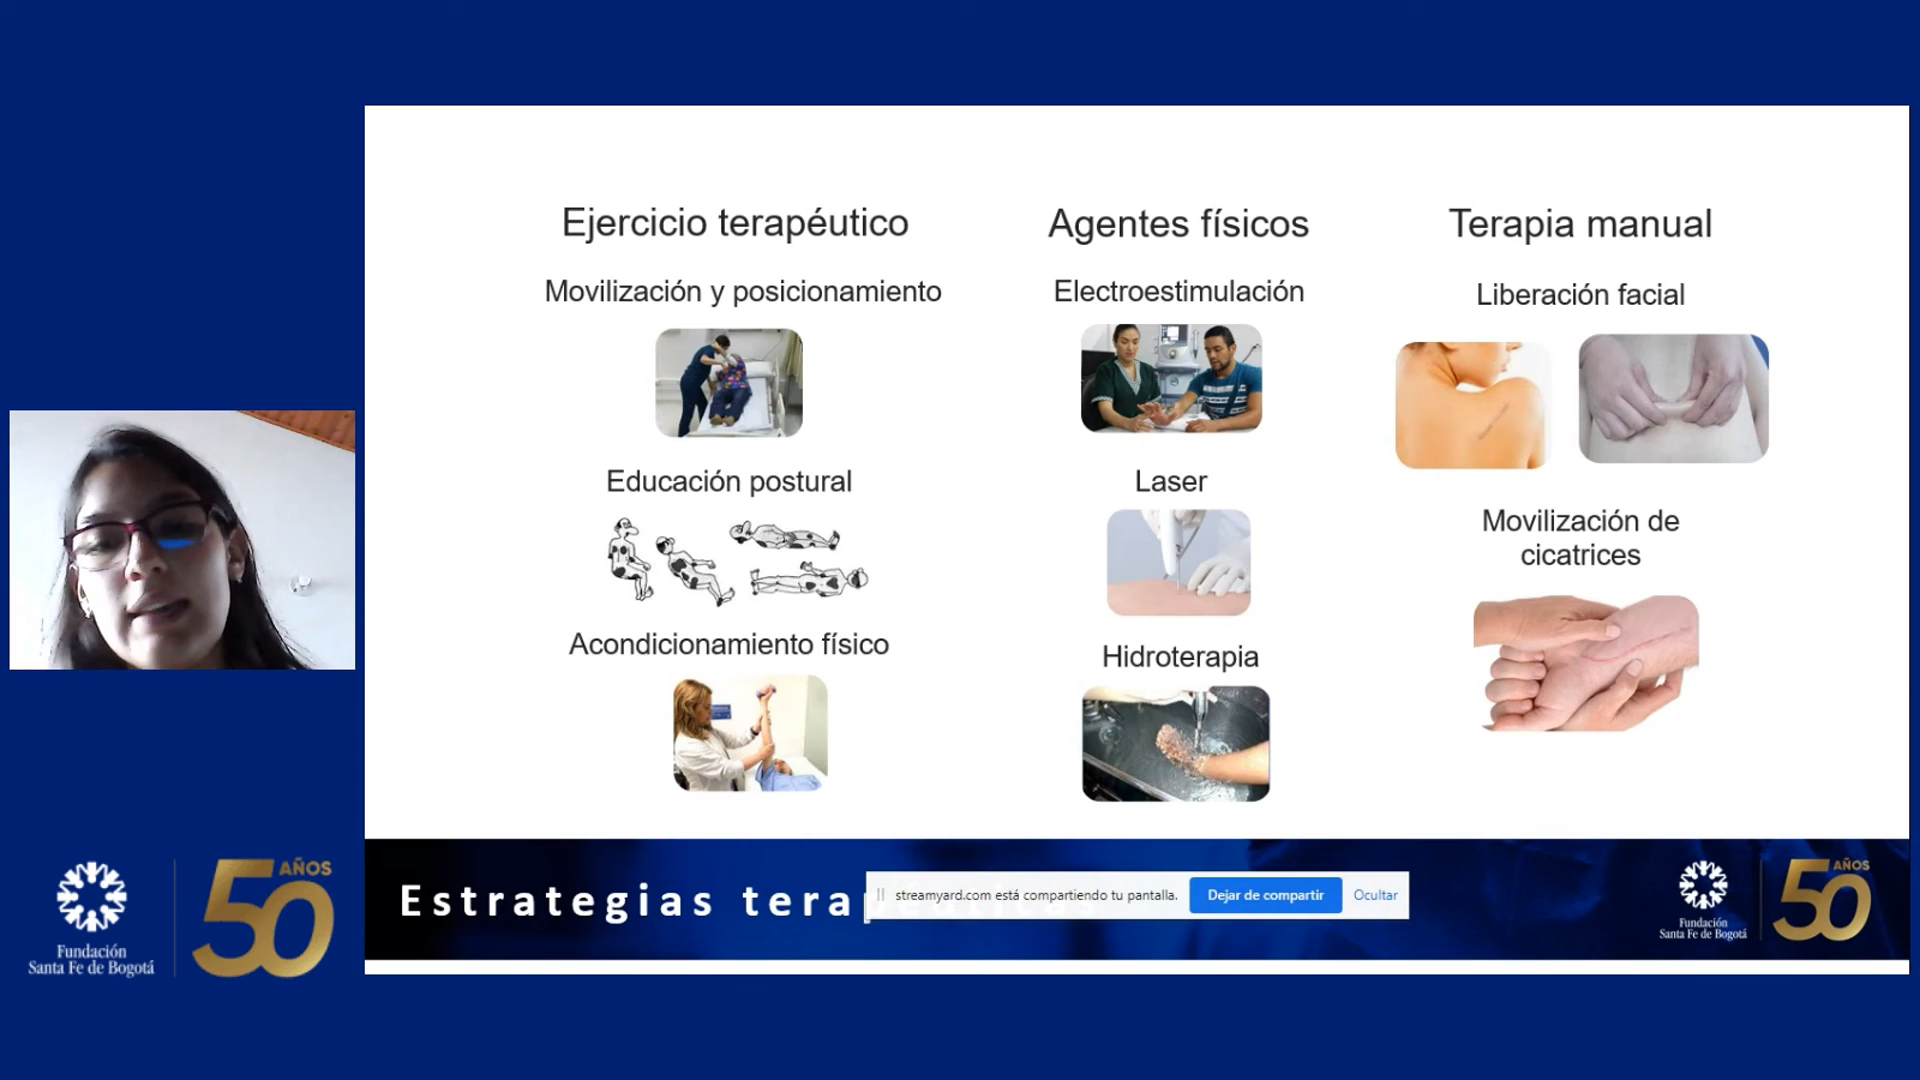 Ejercicio terapéutico
Movilización y posicionamiento
Educación postural
Acondicionamiento físico
Agentes físicos
Electroestimulación
Laser
Hidroterapia
Terapia manual
Liberación facial
Movilización de
cicatrices
Estrategias
streamyard.com está compartiendo tu pantalla.
Dejar de compartir
Ocultar
Fundación
Santa Fe de Bogotá
50 AÑOS
Fundación
Santa Fe de Bogotá
50 AÑOS